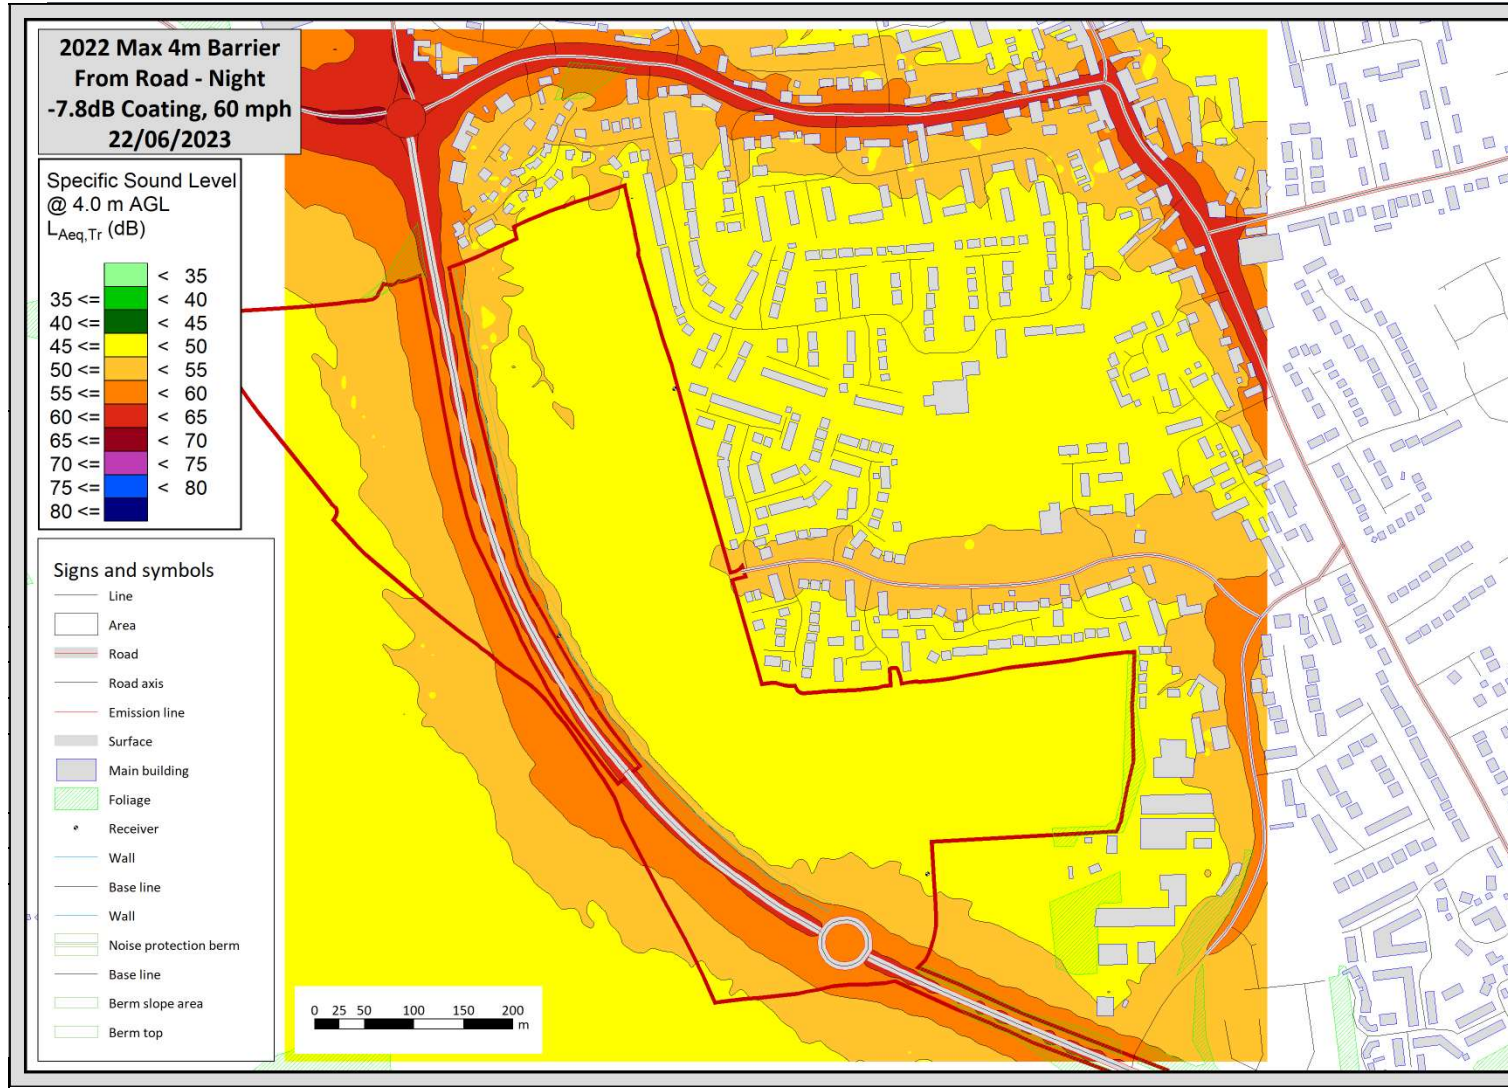 2022 Max 4m Barrier
From Road - Night
-7.8dB Coating, 60 mph
22/06/2023
Specific Sound Level
@ 4.0 m AGL
LAeq,Tr (dB)
< 35
35 <= < 40
40 <= < 45
45 <= < 50
50 <= < 55
55 <= < 60
60 <= < 65
65 <= < 70
70 <= < 75
75 <= < 80
80 <=
Signs and symbols
Line
Area
Road
Road axis
Emission line
Surface
Main building
Foliage
Receiver
Wall
Base line
Wall
Noise protection berm
Base line
Berm slope area
Berm top
0 25 50 100 150 200
m